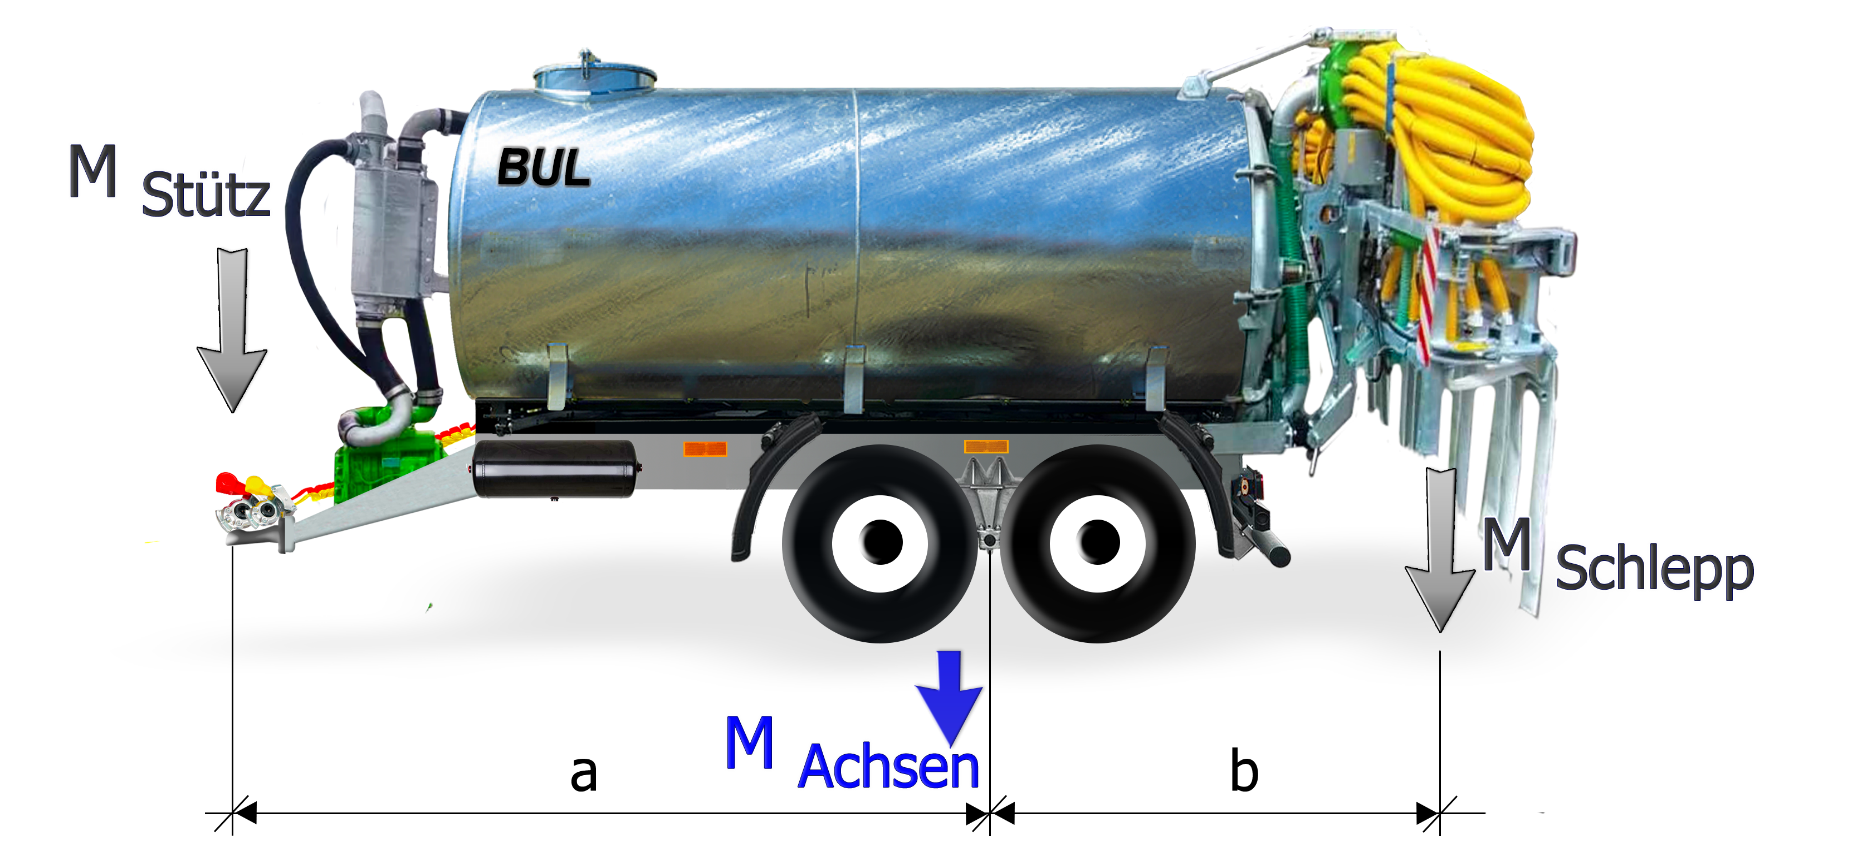 M Stütz
BUL
M Schlepp
M Achsen
a
b